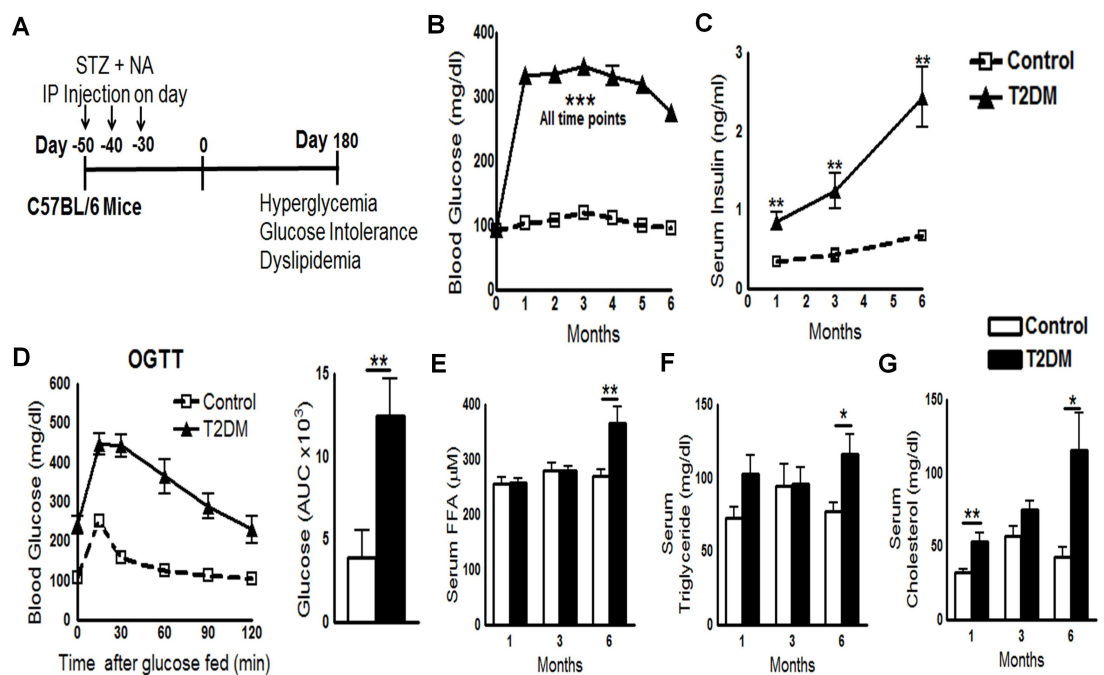 A
STZ + NA
IP Injection on day
Day -50 -40 -30 0 Day 180
C57BL/6 Mice
Hyperglycemia
Glucose Intolerance
Dyslipidemia
B
Blood Glucose (mg/dl)
400
300
200
100
0
***
All time points
0 1 2 3 4 5 6
Months
C
Serum Insulin (ng/ml)
3
2
1
0
**
**
**
0 1 2 3 4 5 6
Months
Control
T2DM
D
OGTT
Blood Glucose (mg/dl)
600
500
400
300
200
100
0
Control
T2DM
0 30 60 90 120
Time after glucose fed (min)
Glucose (AUC x10³)
15
10
5
0
**
E
Serum FFA (µM)
400
300
200
100
0
**
1 3 6
Months
F
Serum
Triglyceride (mg/dl)
150
100
50
0
*
1 3 6
Months
Control
T2DM
G
Serum
Cholesterol (mg/dl)
150
100
50
0
**
*
1 3 6
Months